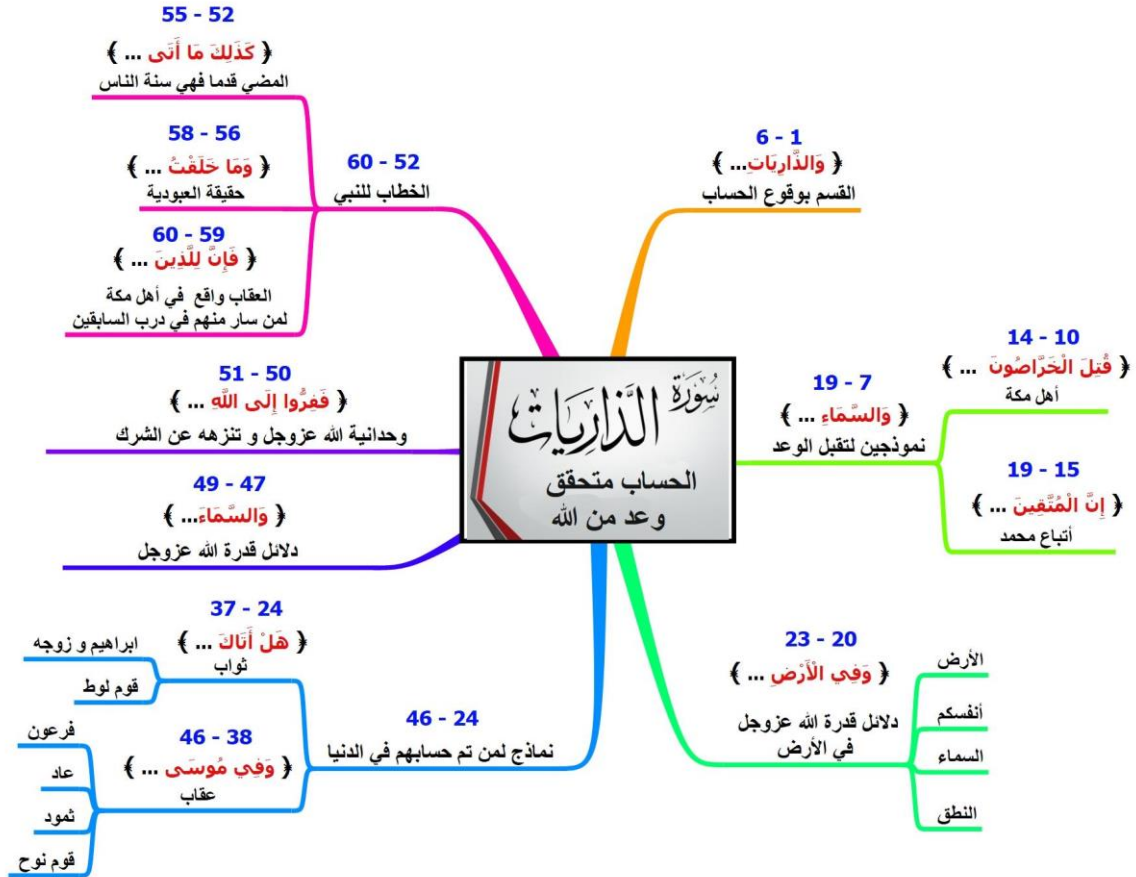 سُورَةُ الذَّارِيَات
الحساب متحقق
وعد من الله
6 - 1
﴿ وَالذَّارِيَاتِ... ﴾
القسم بوقوع الحساب
19 - 7
﴿ وَالسَّمَاءِ ... ﴾
نموذجين لتقبل الوعد
14 - 10
﴿ قُتِلَ الْخَرَّاصُونَ ... ﴾
أهل مكة
19 - 15
﴿ إِنَّ الْمُتَّقِينَ ... ﴾
أتباع محمد
23 - 20
﴿ وَفِي الْأَرْضِ ... ﴾
دلائل قدرة الله عزوجل
في الأرض
الأرض
أنفسكم
السماء
النطق
46 - 24
نماذج لمن تم حسابهم في الدنيا
37 - 24
﴿ هَلْ أَتَاكَ ... ﴾
ثواب
ابراهيم و زوجه
قوم لوط
46 - 38
﴿ وَفِي مُوسَى ... ﴾
عقاب
فرعون
عاد
ثمود
قوم نوح
49 - 47
﴿ وَالسَّمَاءَ... ﴾
دلائل قدرة الله عزوجل
51 - 50
﴿ فَفِرُّوا إِلَى اللَّهِ ... ﴾
وحدانية الله عزوجل و تنزهه عن الشرك
60 - 52
الخطاب للنبي
55 - 52
﴿ كَذَلِكَ مَا أَتَى ... ﴾
المضي قدما فهي سنة الناس
58 - 56
﴿ وَمَا خَلَقْتُ ... ﴾
حقيقة العبودية
60 - 59
﴿ فَإِنَّ لِلَّذِينَ ... ﴾
العقاب واقع في أهل مكة
لمن سار منهم في درب السابقين